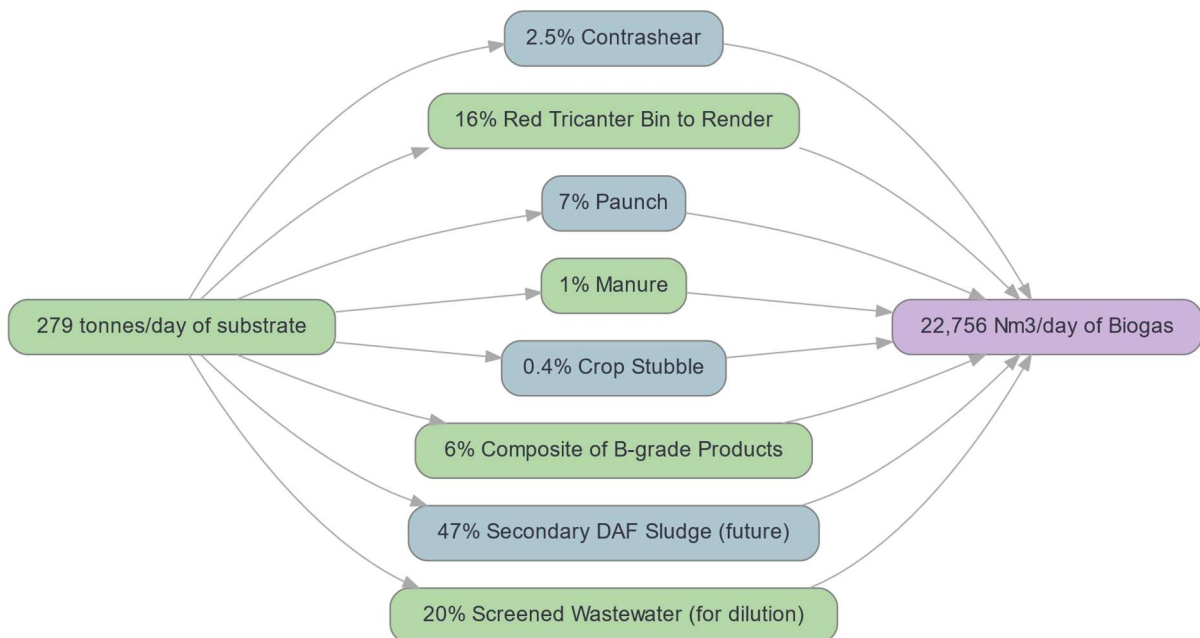 2.5% Contrashear
16% Red Tricanter Bin to Render
7% Paunch
1% Manure
279 tonnes/day of substrate
22,756 Nm3/day of Biogas
0.4% Crop Stubble
6% Composite of B-grade Products
47% Secondary DAF Sludge (future)
20% Screened Wastewater (for dilution)